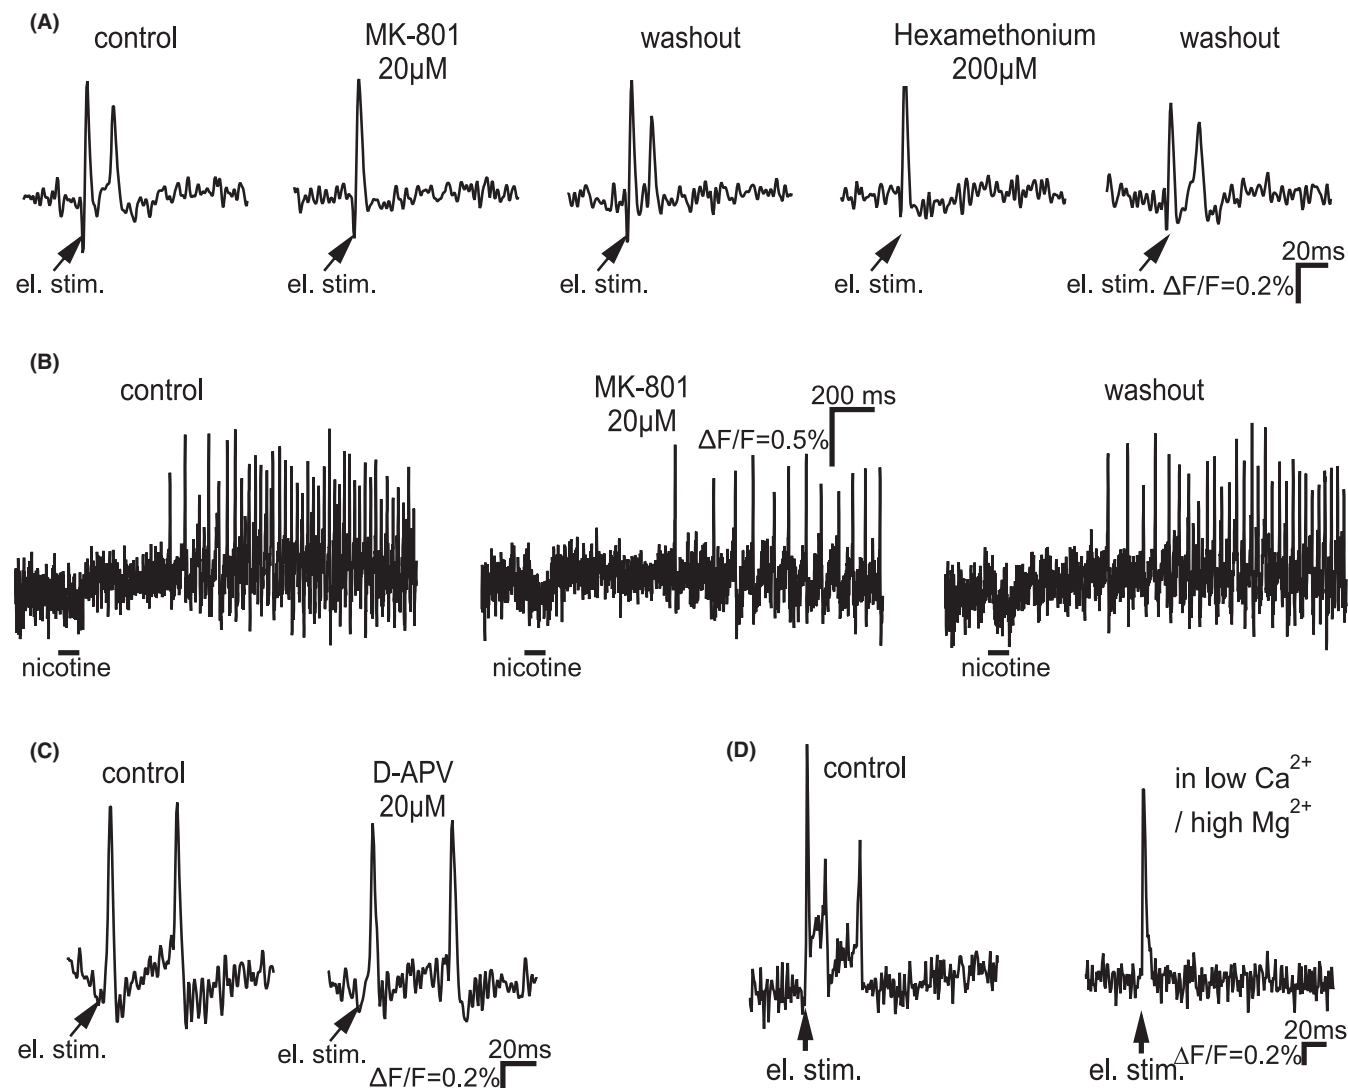 (A)
control
MK-801
20µM
washout
Hexamethonium
200µM
washout
el. stim.
el. stim.
el. stim.
el. stim.
el. stim.
20ms
ΔF/F=0.2%
(B)
control
MK-801
20µM
200 ms
ΔF/F=0.5%
washout
nicotine
nicotine
nicotine
(C)
control
D-APV
20µM
el. stim.
el. stim.
20ms
ΔF/F=0.2%
(D)
control
in low Ca²⁺
/ high Mg²⁺
el. stim.
el. stim.
20ms
ΔF/F=0.2%